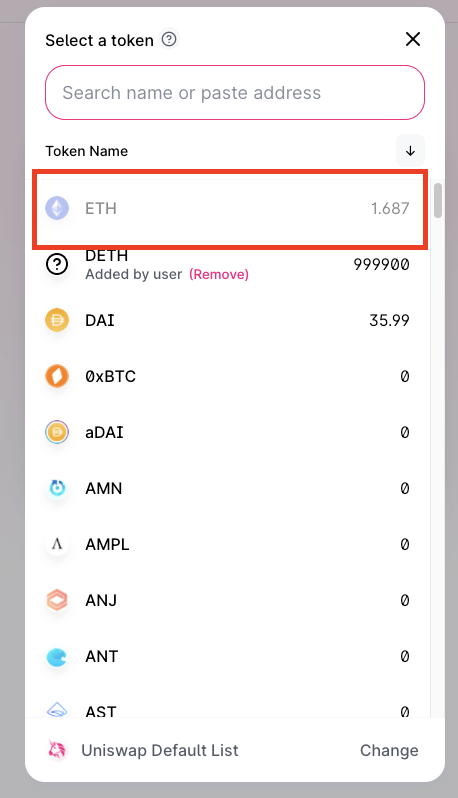 Select a token ?
Search name or paste address
Token Name ↓
ETH 1.687
DETH 999900
Added by user (Remove)
DAI 35.99
0xBTC 0
aDAI 0
AMN 0
AMPL 0
ANJ 0
ANT 0
AST 0
Uniswap Default List Change